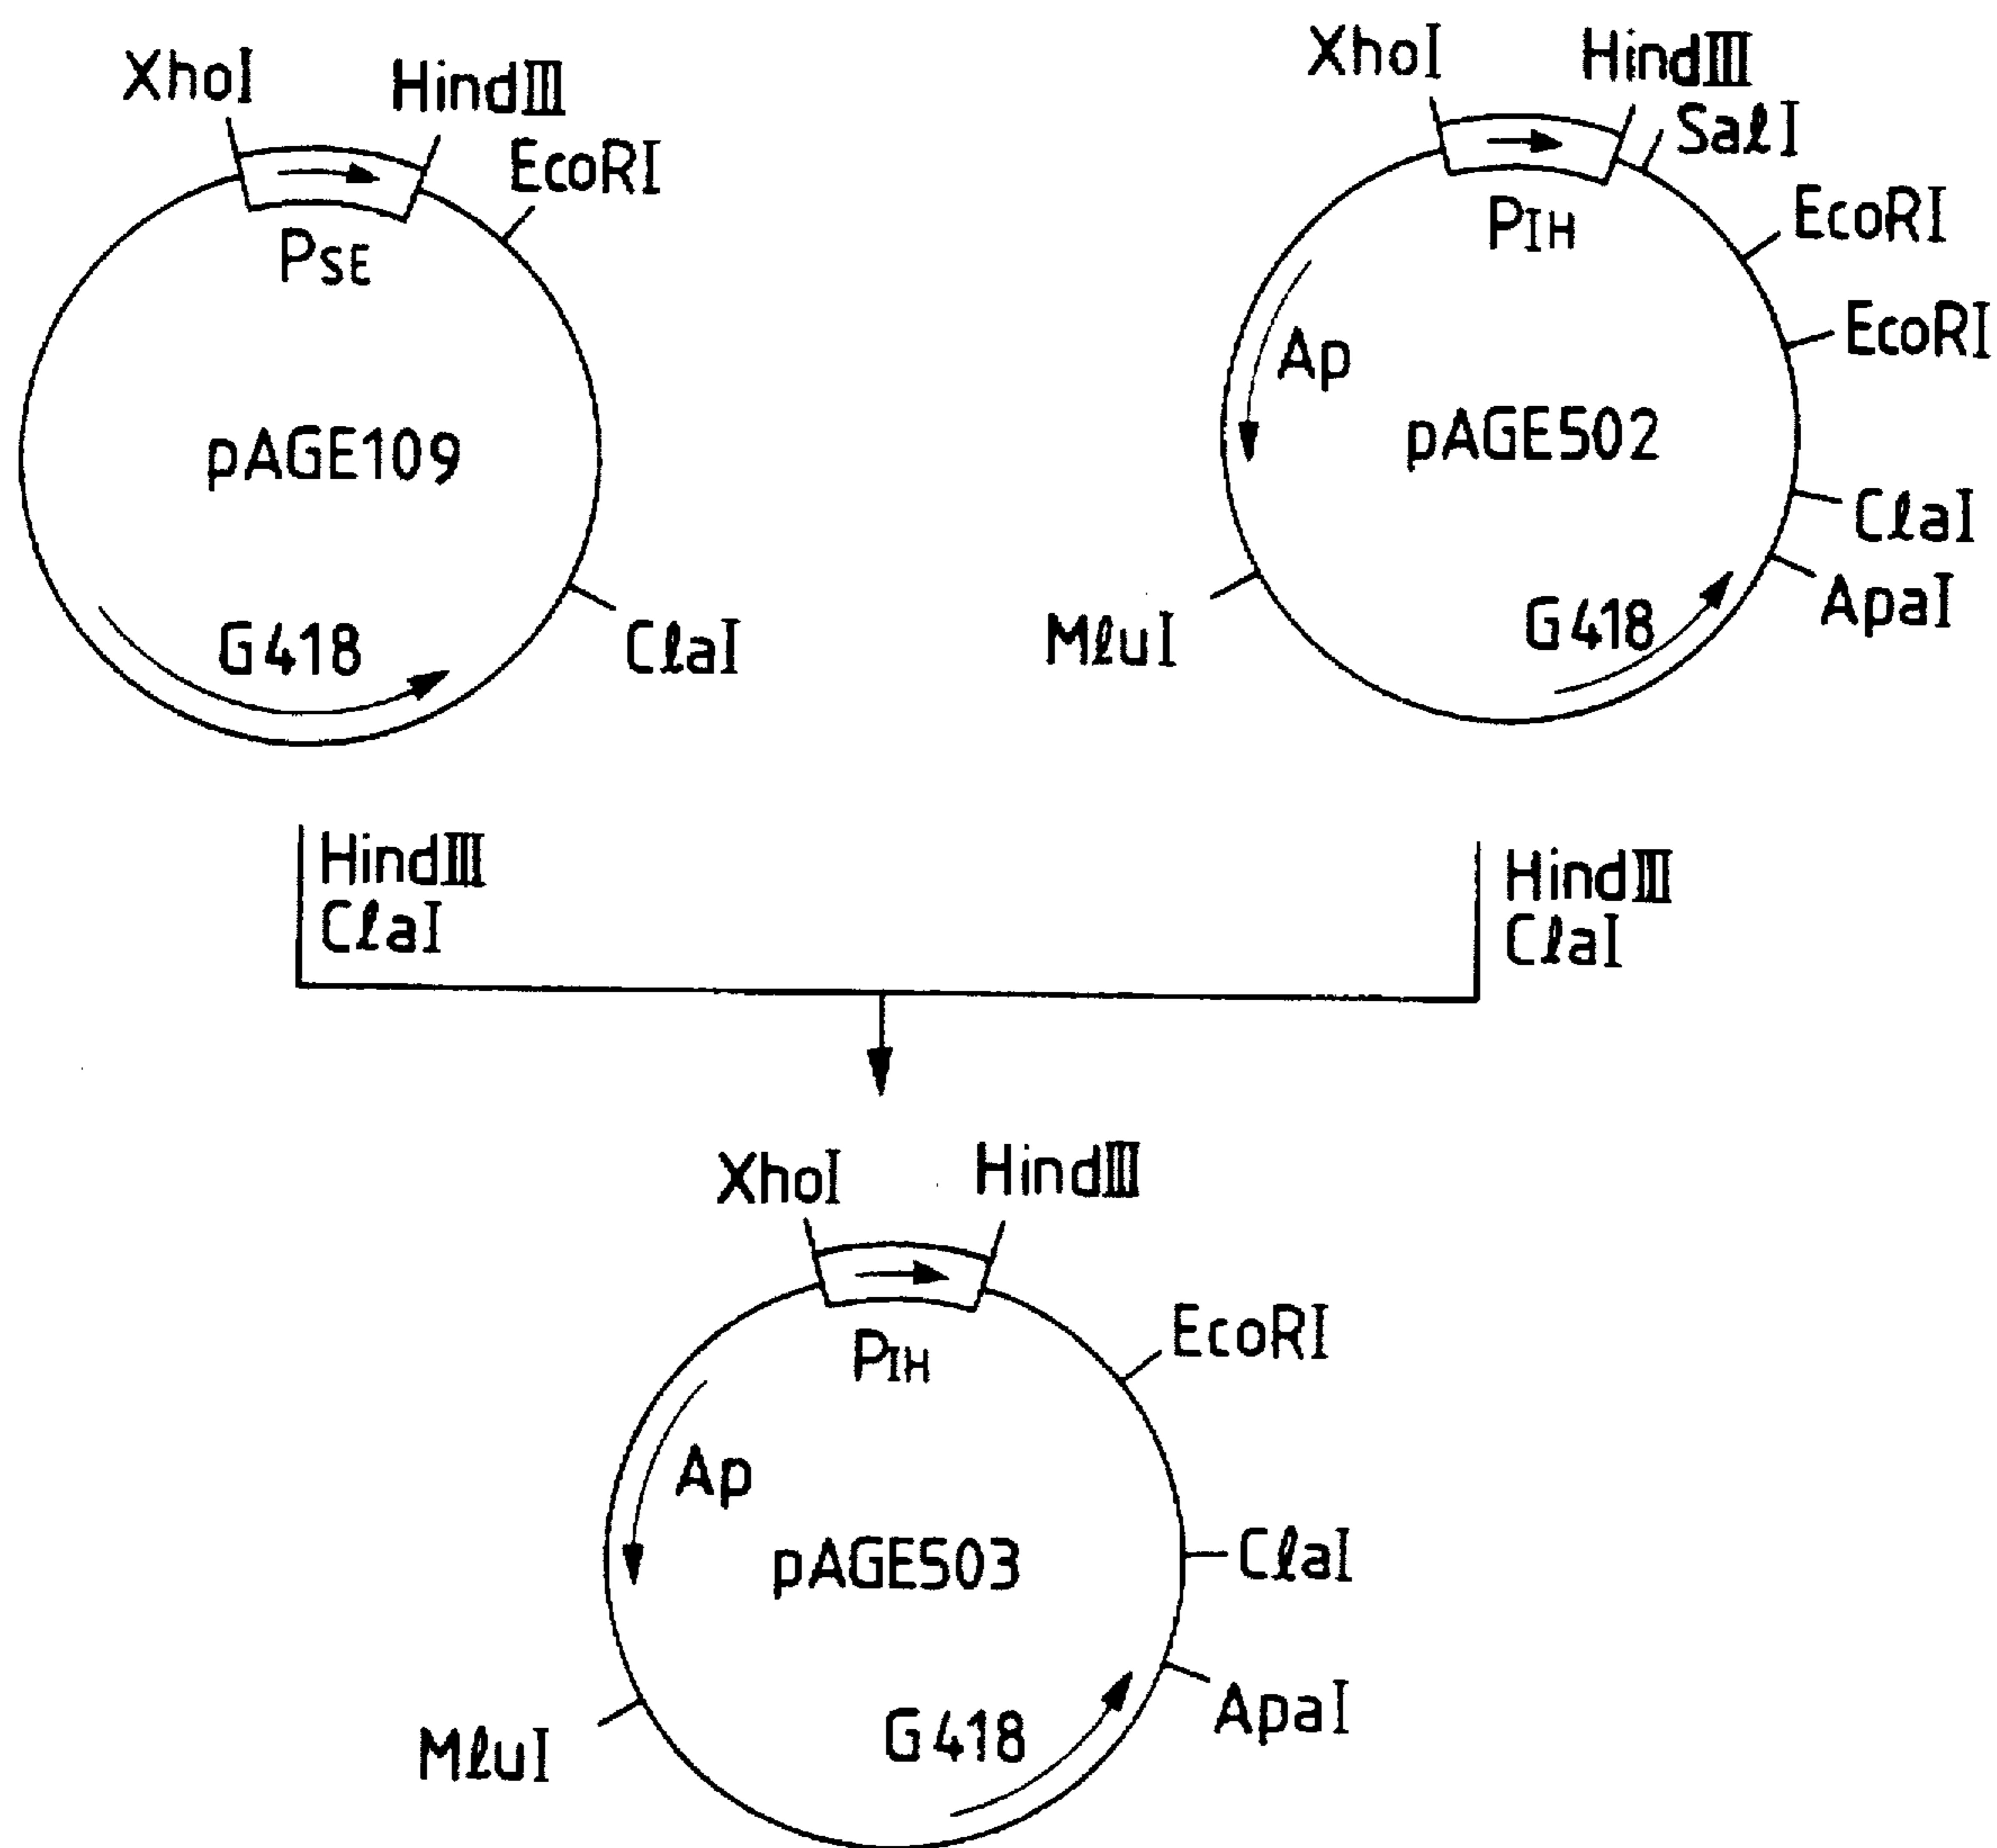 XhoI
HindIII
EcoRI
PSE
pAGE109
G418
ClaI
XhoI
HindIII
SalI
EcoRI
PIH
EcoRI
Ap
pAGE502
ClaI
ApaI
MluI
G418
HindIII
ClaI
HindIII
ClaI
XhoI
HindIII
EcoRI
PIH
Ap
pAGE503
ClaI
ApaI
G418
MluI